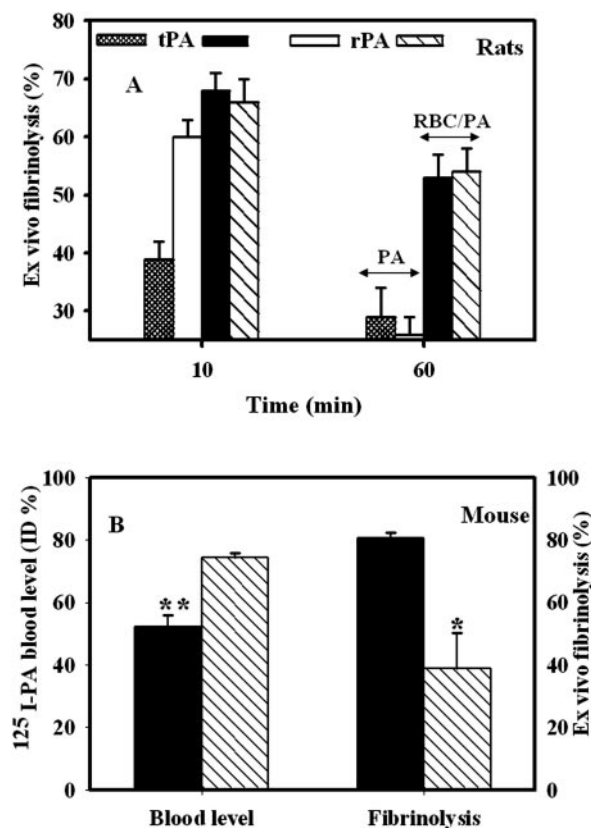 tPA rPA Rats
A
RBC/PA
PA
Ex vivo fibrinolysis (%)
80
70
60
50
40
30
10 60
Time (min)
B Mouse
125I-PA blood level (ID %)
100
80
60
40
20
0
** *
100
80
60
40
20
0
Ex vivo fibrinolysis (%)
Blood level Fibrinolysis